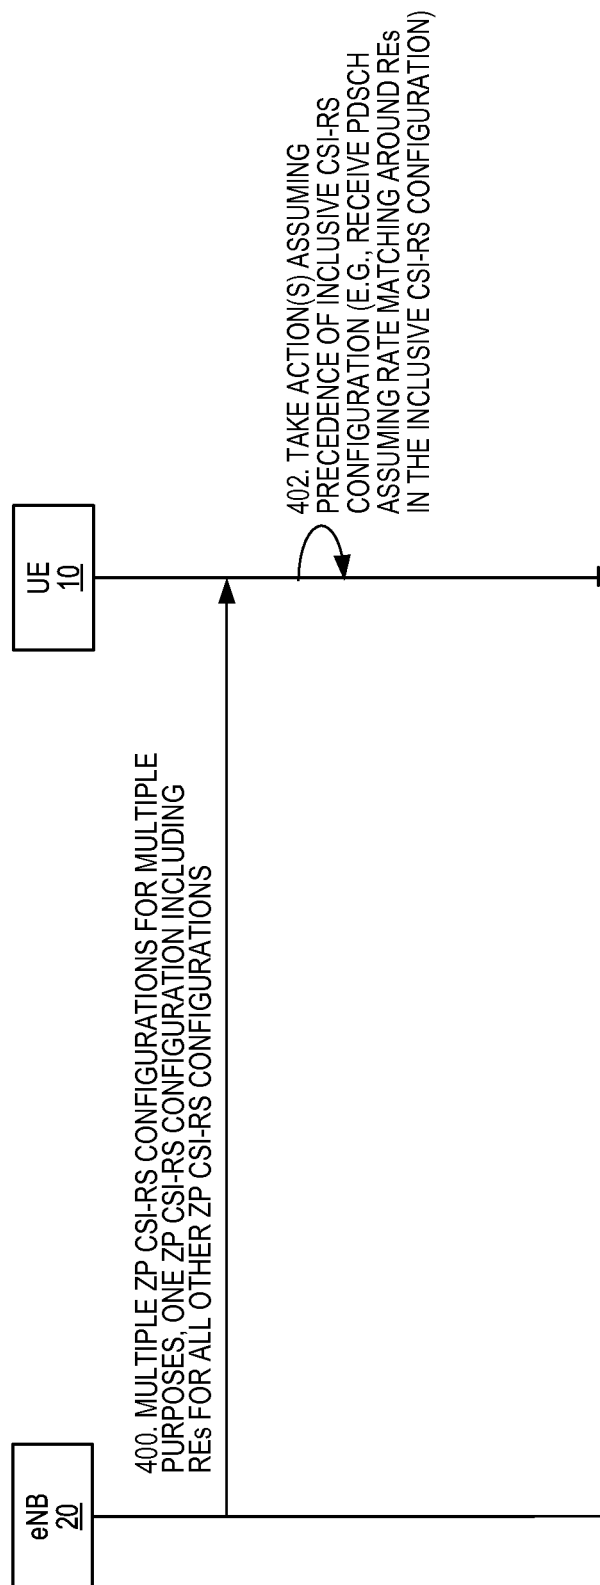 eNB
20
UE
10
400. MULTIPLE ZP CSI-RS CONFIGURATIONS FOR MULTIPLE
PURPOSES, ONE ZP CSI-RS CONFIGURATION INCLUDING
REs FOR ALL OTHER ZP CSI-RS CONFIGURATIONS
402. TAKE ACTION(S) ASSUMING
PRECEDENCE OF INCLUSIVE CSI-RS
CONFIGURATION (E.G., RECEIVE PDSCH
ASSUMING RATE MATCHING AROUND REs
IN THE INCLUSIVE CSI-RS CONFIGURATION)